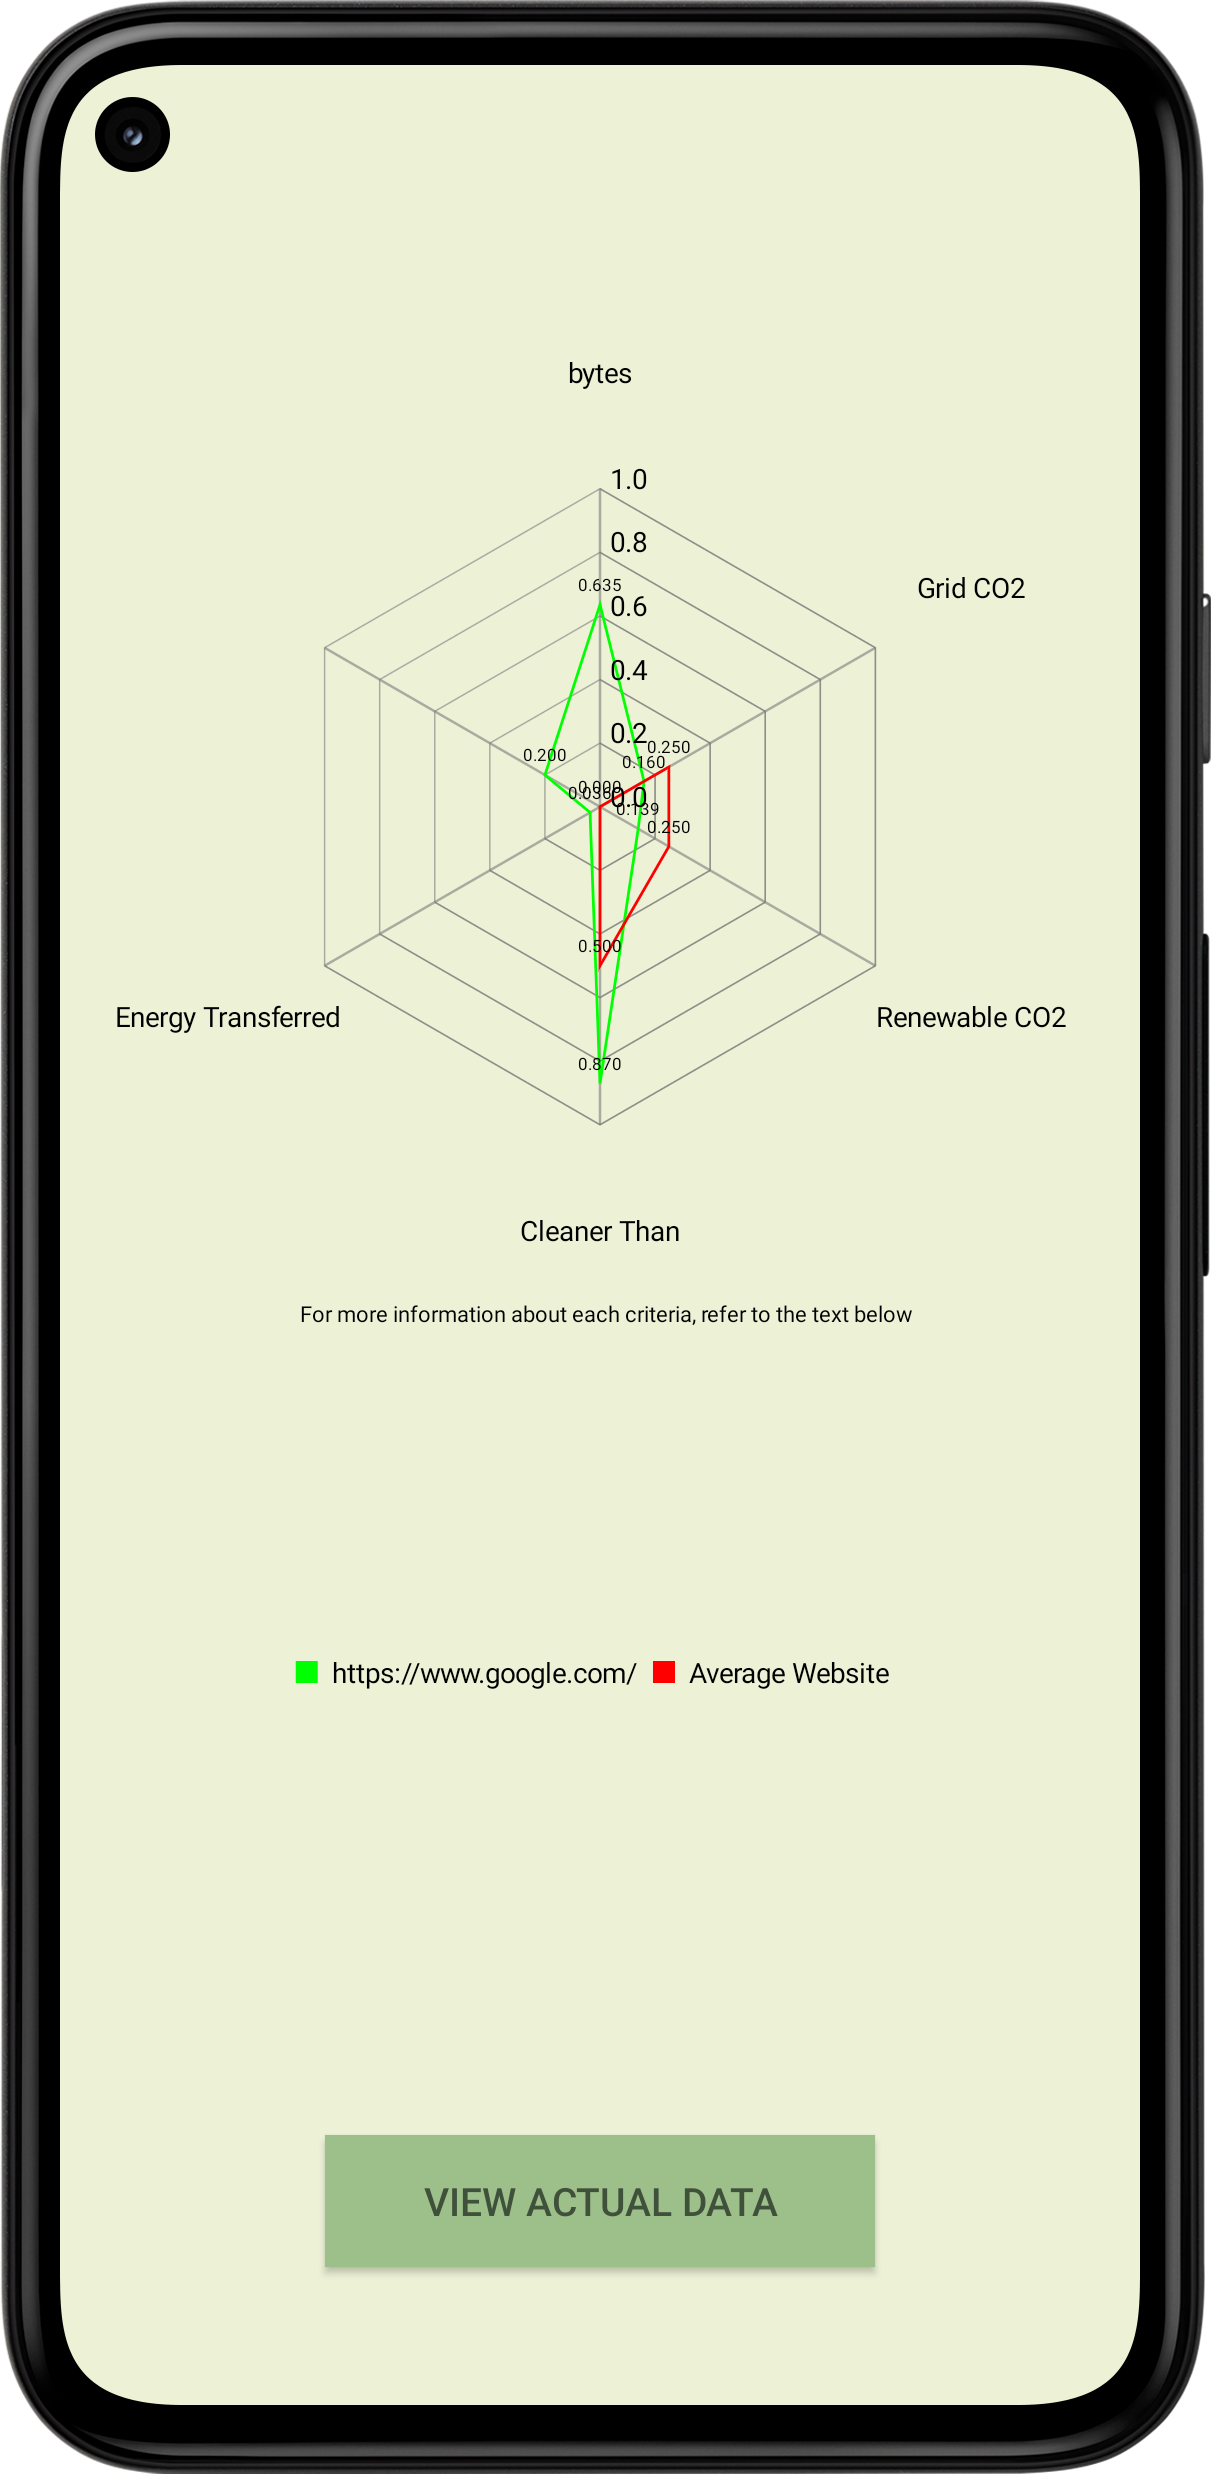 bytes
1.0
0.8
Grid CO2
0.635
0.6
0.4
0.2
0.250
0.200
0.160
0.000
0.036
0.0
0.139
0.250
0.500
Energy Transferred
Renewable CO2
0.870
Cleaner Than
For more information about each criteria, refer to the text below
https://www.google.com/ Average Website
VIEW ACTUAL DATA